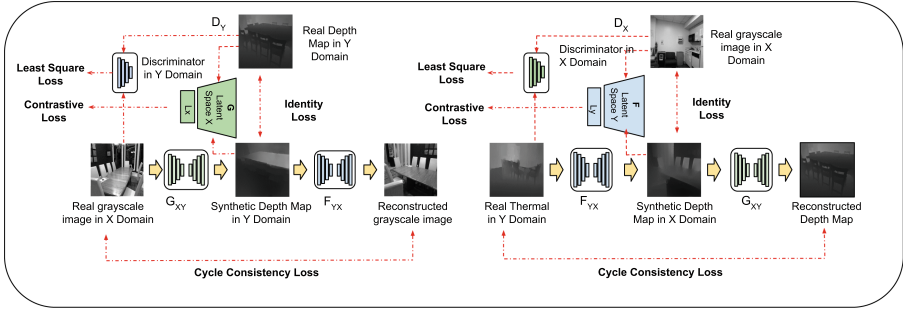 D_Y
Real Depth
Map in Y
Domain
Discriminator
in Y Domain
Least Square
Loss
Contrastive
Loss
Lx
G
Latent
Space X
Identity
Loss
Real grayscale
image in X Domain
G_XY
Synthetic Depth
Map in Y Domain
F_YX
Reconstructed
grayscale image
Cycle Consistency Loss
D_X
Real grayscale
image in X
Domain
Discriminator in
X Domain
Least Square
Loss
Contrastive
Loss
Ly
F
Latent
Space Y
Identity
Loss
Real Thermal
in Y Domain
F_YX
Synthetic Depth
Map in X Domain
G_XY
Reconstructed
Depth Map
Cycle Consistency Loss